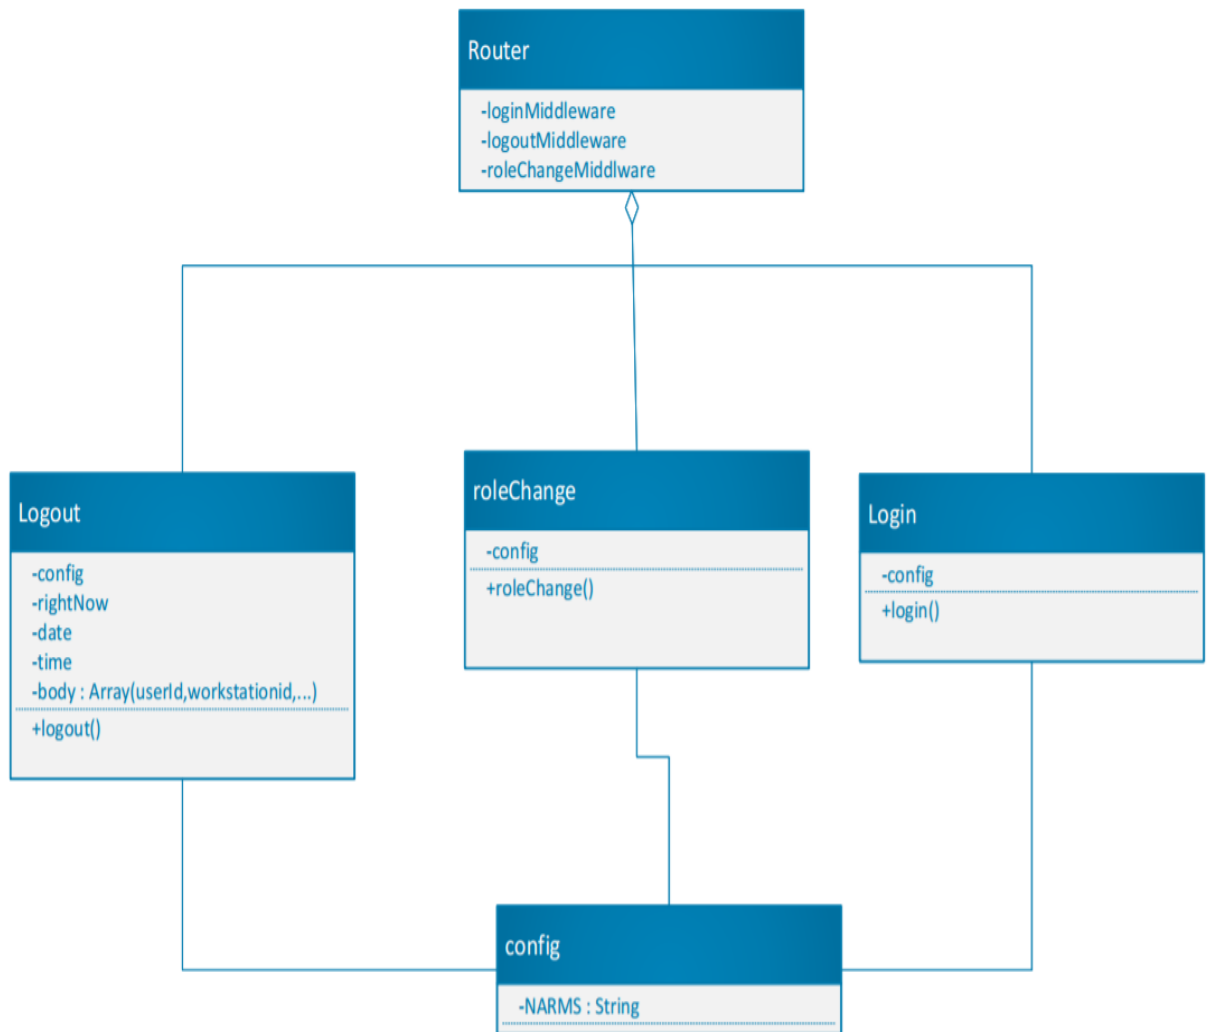 Router
-loginMiddleware
-logoutMiddleware
-roleChangeMiddlware
Logout
-config
-rightNow
-date
-time
-body : Array(userId,workstationid,...)
+logout()
roleChange
-config
+roleChange()
Login
-config
+login()
config
-NARMS : String